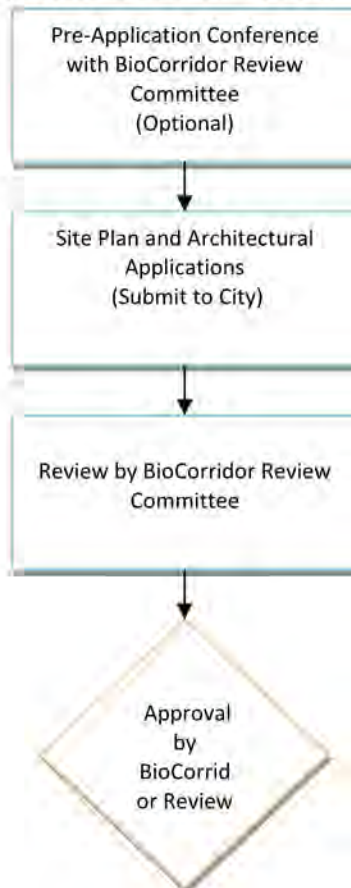 Pre-Application Conference
with BioCorridor Review
Committee
(Optional)
Site Plan and Architectural
Applications
(Submit to City)
Review by BioCorridor Review
Committee
Approval
by
BioCorrid
or Review